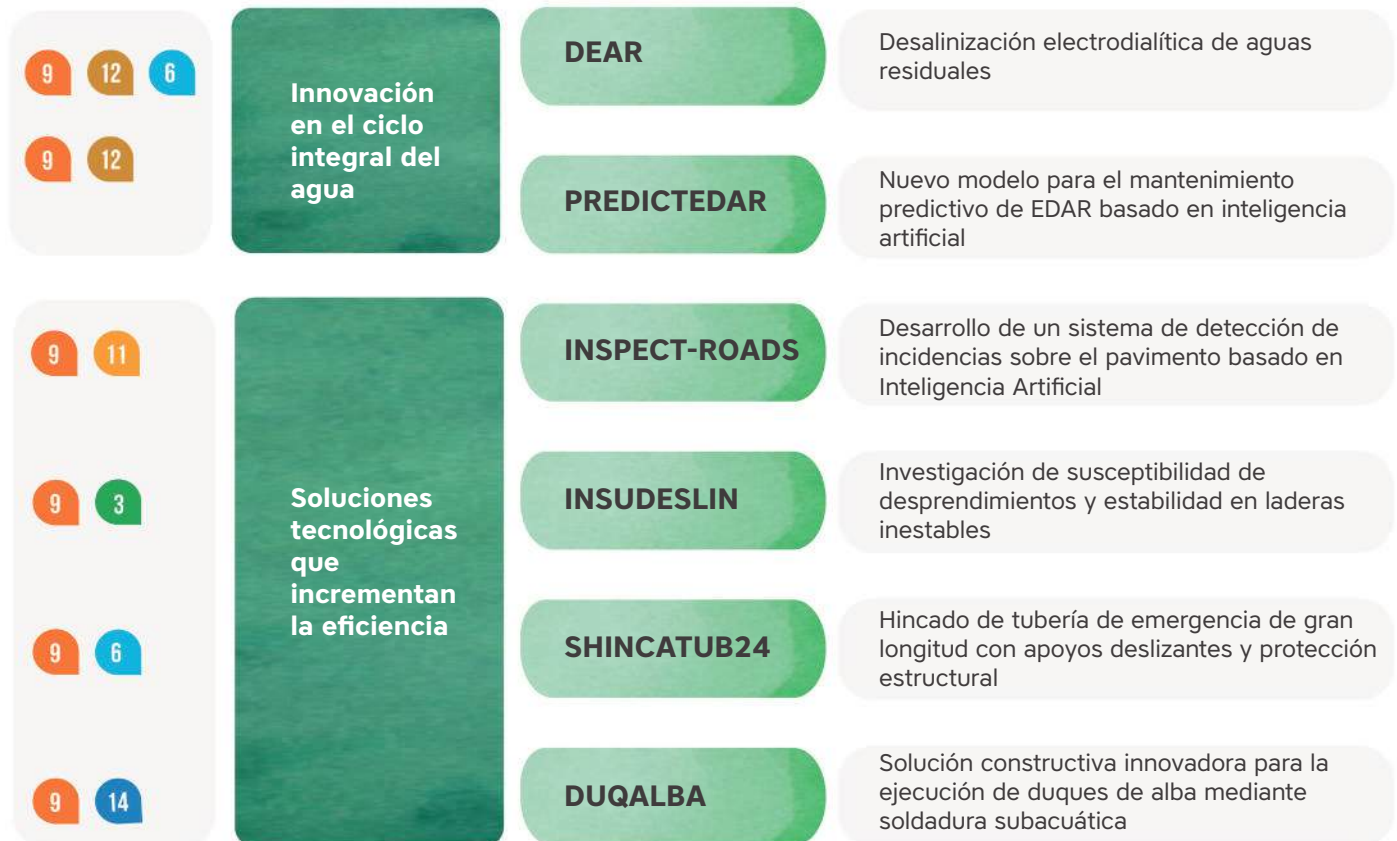 9 12 6
9 12
Innovación
en el ciclo
integral del
agua
DEAR
Desalinización electrodialítica de aguas
residuales
PREDICTEDAR
Nuevo modelo para el mantenimiento
predictivo de EDAR basado en inteligencia
artificial
9 11
9 3
9 6
9 14
Soluciones
tecnológicas
que
incrementan
la eficiencia
INSPECT-ROADS
Desarrollo de un sistema de detección de
incidencias sobre el pavimento basado en
Inteligencia Artificial
INSUDESLIN
Investigación de susceptibilidad de
desprendimientos y estabilidad en laderas
inestables
SHINCATUB24
Hincado de tubería de emergencia de gran
longitud con apoyos deslizantes y protección
estructural
DUQALBA
Solución constructiva innovadora para la
ejecución de duques de alba mediante
soldadura subacuática